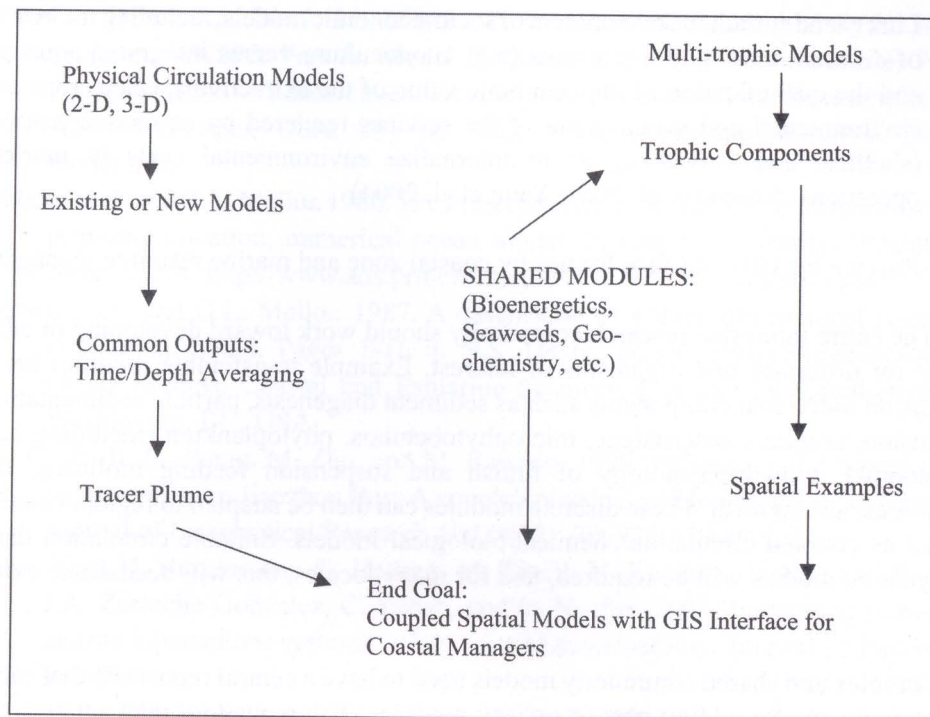 Physical Circulation Models
(2-D, 3-D)
Existing or New Models
Common Outputs:
Time/Depth Averaging
Tracer Plume
Multi-trophic Models
Trophic Components
SHARED MODULES:
(Bioenergetics,
Seaweeds, Geo-
chemistry, etc.)
Spatial Examples
End Goal:
Coupled Spatial Models with GIS Interface for
Coastal Managers